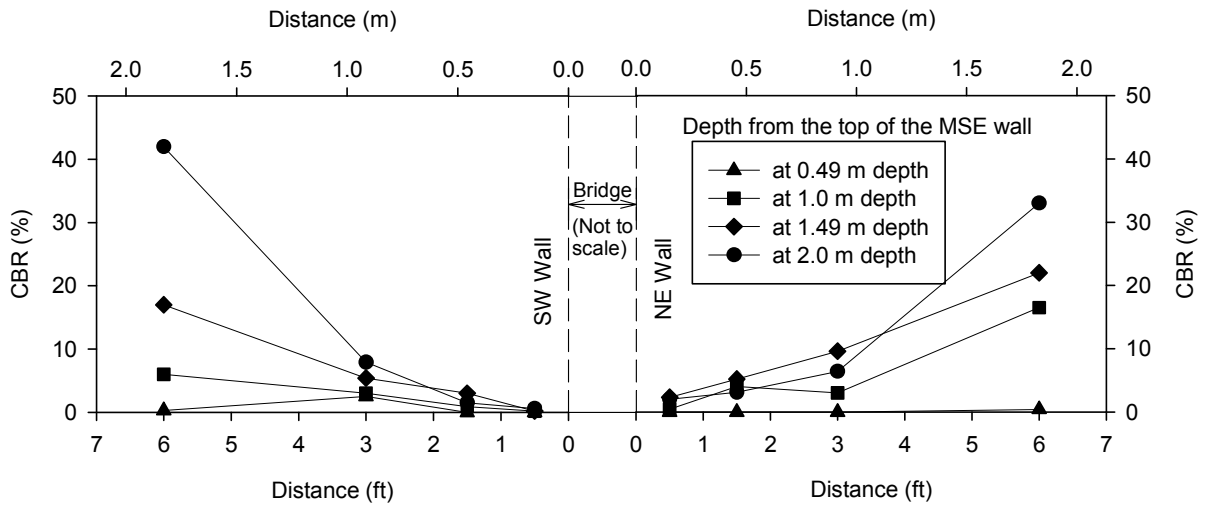 Distance (m)
Distance (m)
2.0 1.5 1.0 0.5 0.0
0.0 0.5 1.0 1.5 2.0
50
40
30
20
10
0
CBR (%)
SW Wall
Bridge
(Not to
scale)
NE Wall
Depth from the top of the MSE wall
at 0.49 m depth
at 1.0 m depth
at 1.49 m depth
at 2.0 m depth
50
40
30
20
10
0
CBR (%)
7 6 5 4 3 2 1 0
0 1 2 3 4 5 6 7
Distance (ft)
Distance (ft)